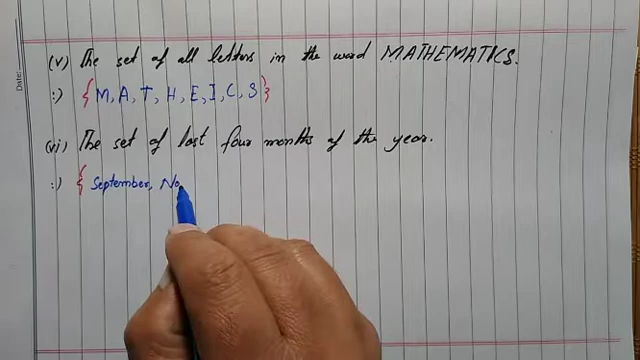 Date:
(v) The set of all letters in the word MATHEMATICS.
:) {M, A, T, H, E, I, C, S}
(vi) The set of last four months of the year.
:) { September, No